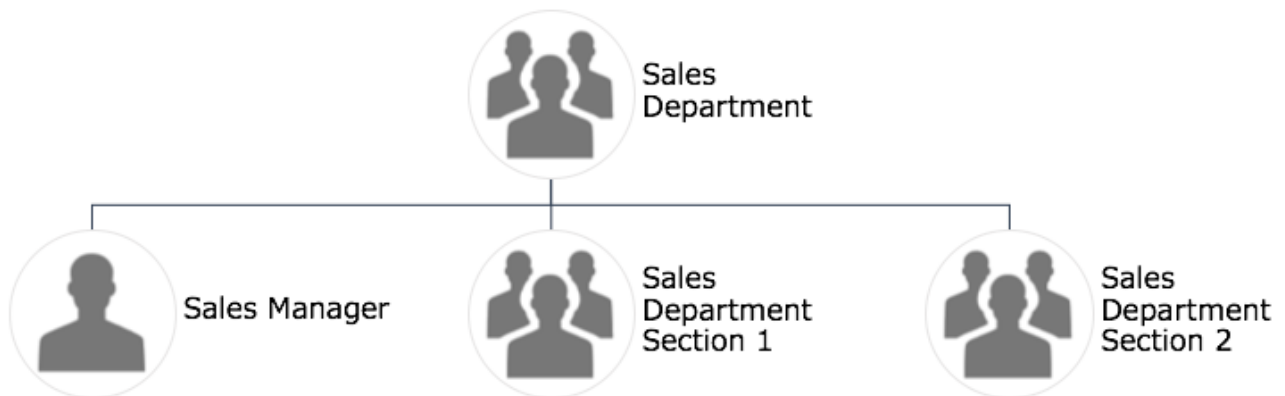 Sales
Department
Sales Manager
Sales
Department
Section 1
Sales
Department
Section 2